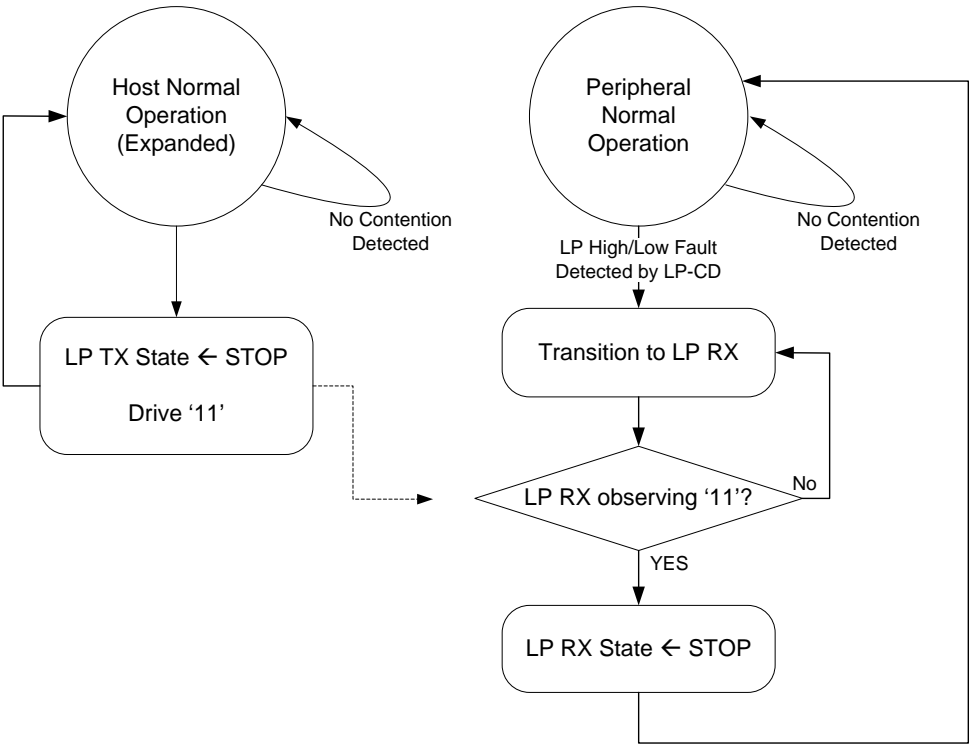 Host Normal
Operation
(Expanded)
No Contention
Detected
LP TX State ← STOP
Drive ‘11’
Peripheral
Normal
Operation
No Contention
Detected
LP High/Low Fault
Detected by LP-CD
Transition to LP RX
LP RX observing ‘11’?
No
YES
LP RX State ← STOP